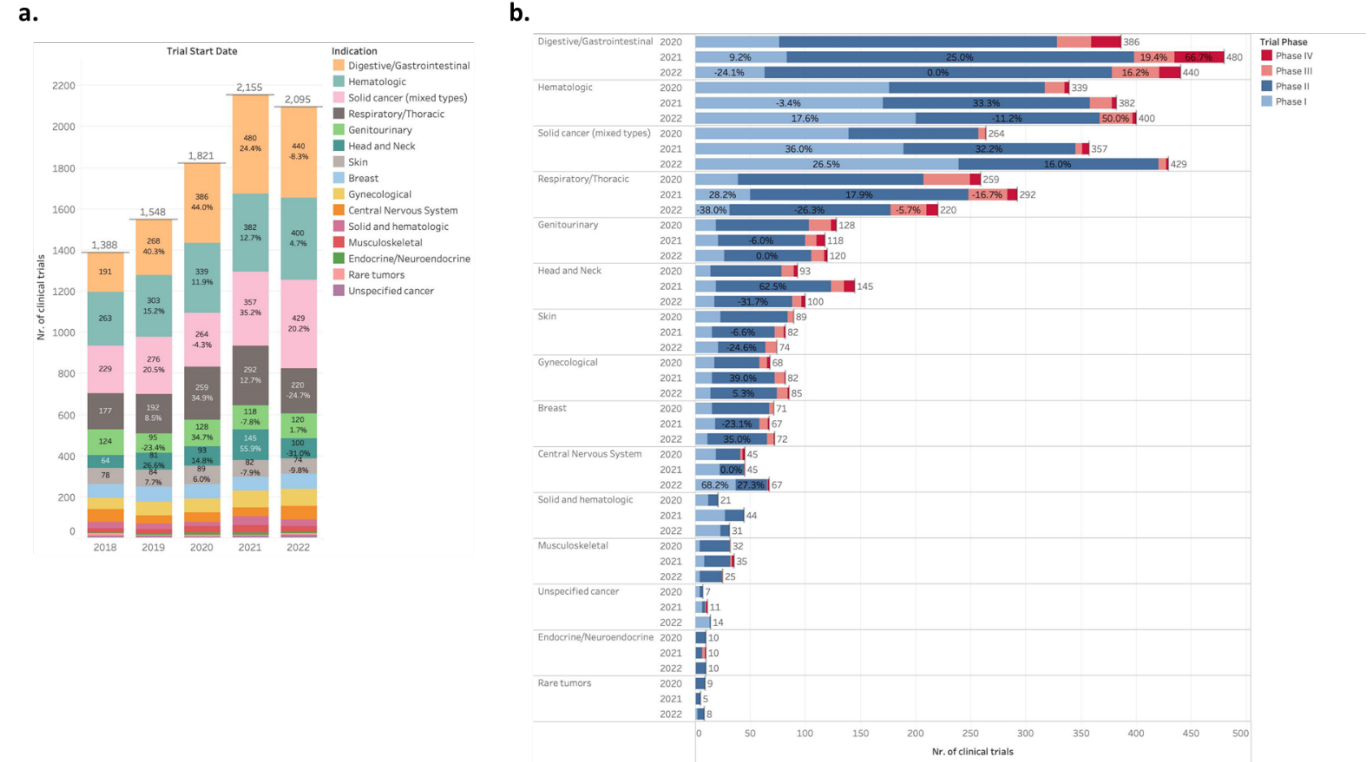 a.
Trial Start Date
Nr. of clinical trials
2200
2000
1800
1600
1400
1200
1000
800
600
400
200
0
1,388
191
263
229
177
124
64
78
2018
1,548
268
40.3%
303
15.2%
276
20.5%
192
8.5%
95
-23.4%
81
26.6%
84
7.7%
2019
1,821
386
44.0%
339
11.9%
264
-4.3%
259
34.9%
128
34.7%
93
14.8%
89
6.0%
2020
2,155
480
24.4%
382
12.7%
357
35.2%
292
12.7%
118
-7.8%
145
55.9%
82
-7.9%
2021
2,095
440
-8.3%
400
4.7%
429
20.2%
220
-24.7%
120
1.7%
100
-31.0%
74
-9.8%
2022
Indication
Digestive/Gastrointestinal
Hematologic
Solid cancer (mixed types)
Respiratory/Thoracic
Genitourinary
Head and Neck
Skin
Breast
Gynecological
Central Nervous System
Solid and hematologic
Musculoskeletal
Endocrine/Neuroendocrine
Rare tumors
Unspecified cancer
b.
Digestive/Gastrointestinal 2020 386
2021 9.2% 25.0% 19.4% 66.7% 480
2022 -24.1% 0.0% 16.2% 440
Hematologic 2020 339
2021 -3.4% 33.3% 382
2022 17.6% -11.2% 50.0% 400
Solid cancer (mixed types) 2020 264
2021 36.0% 32.2% 357
2022 26.5% 16.0% 429
Respiratory/Thoracic 2020 259
2021 28.2% 17.9% -16.7% 292
2022 -38.0% -26.3% -5.7% 220
Genitourinary 2020 128
2021 -6.0% 118
2022 0.0% 120
Head and Neck 2020 93
2021 62.5% 145
2022 -31.7% 100
Skin 2020 89
2021 -6.6% 82
2022 -24.6% 74
Gynecological 2020 68
2021 39.0% 82
2022 5.3% 85
Breast 2020 71
2021 -23.1% 67
2022 35.0% 72
Central Nervous System 2020 45
2021 0.0% 45
2022 68.2% 27.3% 67
Solid and hematologic 2020 21
2021 44
2022 31
Musculoskeletal 2020 32
2021 35
2022 25
Unspecified cancer 2020 7
2021 11
2022 14
Endocrine/Neuroendocrine 2020 10
2021 10
2022 10
Rare tumors 2020 9
2021 5
2022 8
0 50 100 150 200 250 300 350 400 450 500
Nr. of clinical trials
Trial Phase
Phase IV
Phase III
Phase II
Phase I